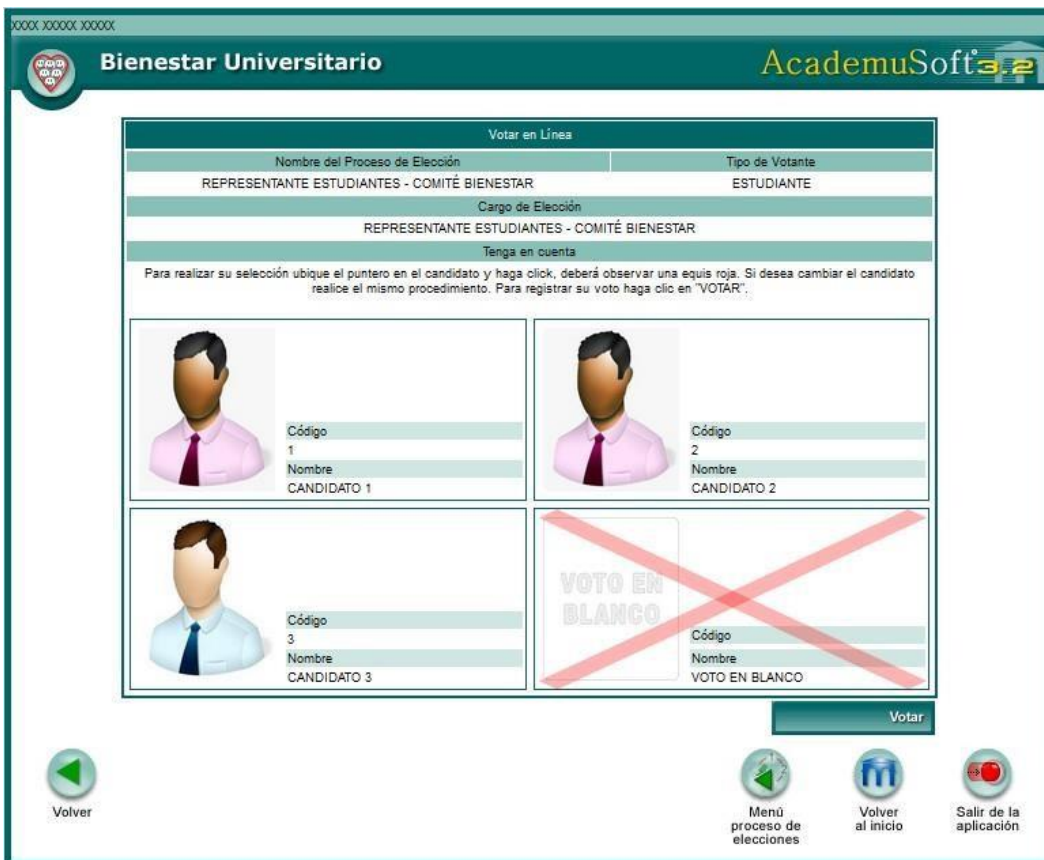 XXXX XXXXX XXXXX
Bienestar Universitario
AcademuSoft 3.2
Votar en Línea
Nombre del Proceso de Elección Tipo de Votante
REPRESENTANTE ESTUDIANTES - COMITÉ BIENESTAR ESTUDIANTE
Cargo de Elección
REPRESENTANTE ESTUDIANTES - COMITÉ BIENESTAR
Tenga en cuenta
Para realizar su selección ubique el puntero en el candidato y haga click, deberá observar una equis roja. Si desea cambiar el candidato
realice el mismo procedimiento. Para registrar su voto haga clic en "VOTAR".
Código
1
Nombre
CANDIDATO 1
Código
2
Nombre
CANDIDATO 2
Código
3
Nombre
CANDIDATO 3
VOTO EN
BLANCO
Código
Nombre
VOTO EN BLANCO
Votar
Volver
Menú
proceso de
elecciones
Volver
al inicio
Salir de la
aplicación